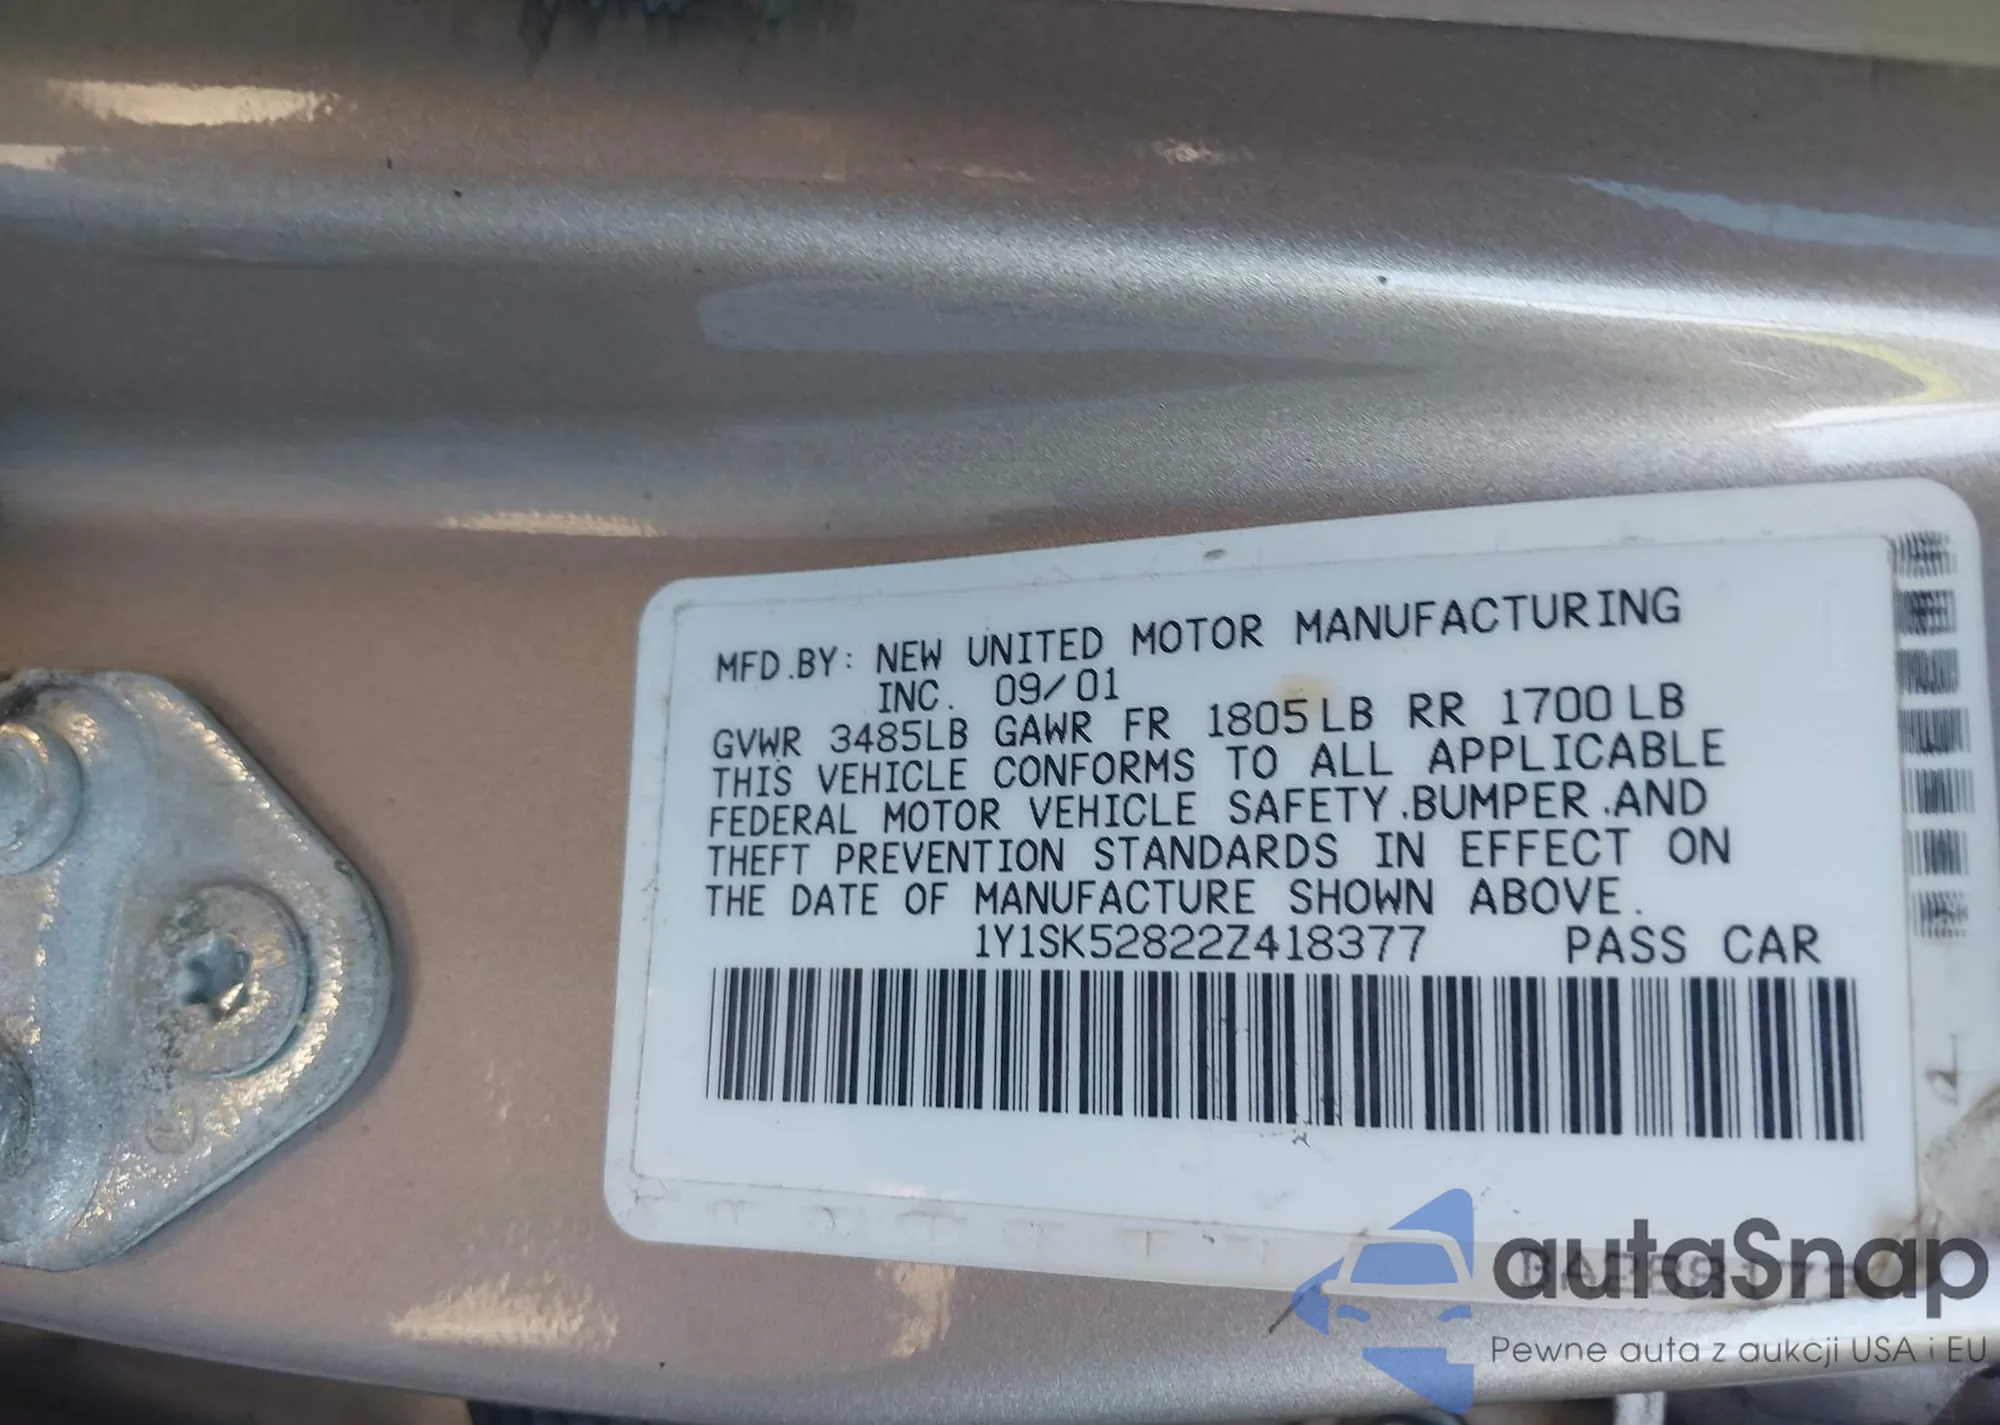 MFD.BY: NEW UNITED MOTOR MANUFACTURING
INC. 09/01
GVWR 3485LB GAWR FR 1805LB RR 1700LB
THIS VEHICLE CONFORMS TO ALL APPLICABLE
FEDERAL MOTOR VEHICLE SAFETY.BUMPER.AND
THEFT PREVENTION STANDARDS IN EFFECT ON
THE DATE OF MANUFACTURE SHOWN ABOVE.
1Y1SK52822Z418377 PASS CAR
autaSnap
Pewne auta z aukcji USA i EU